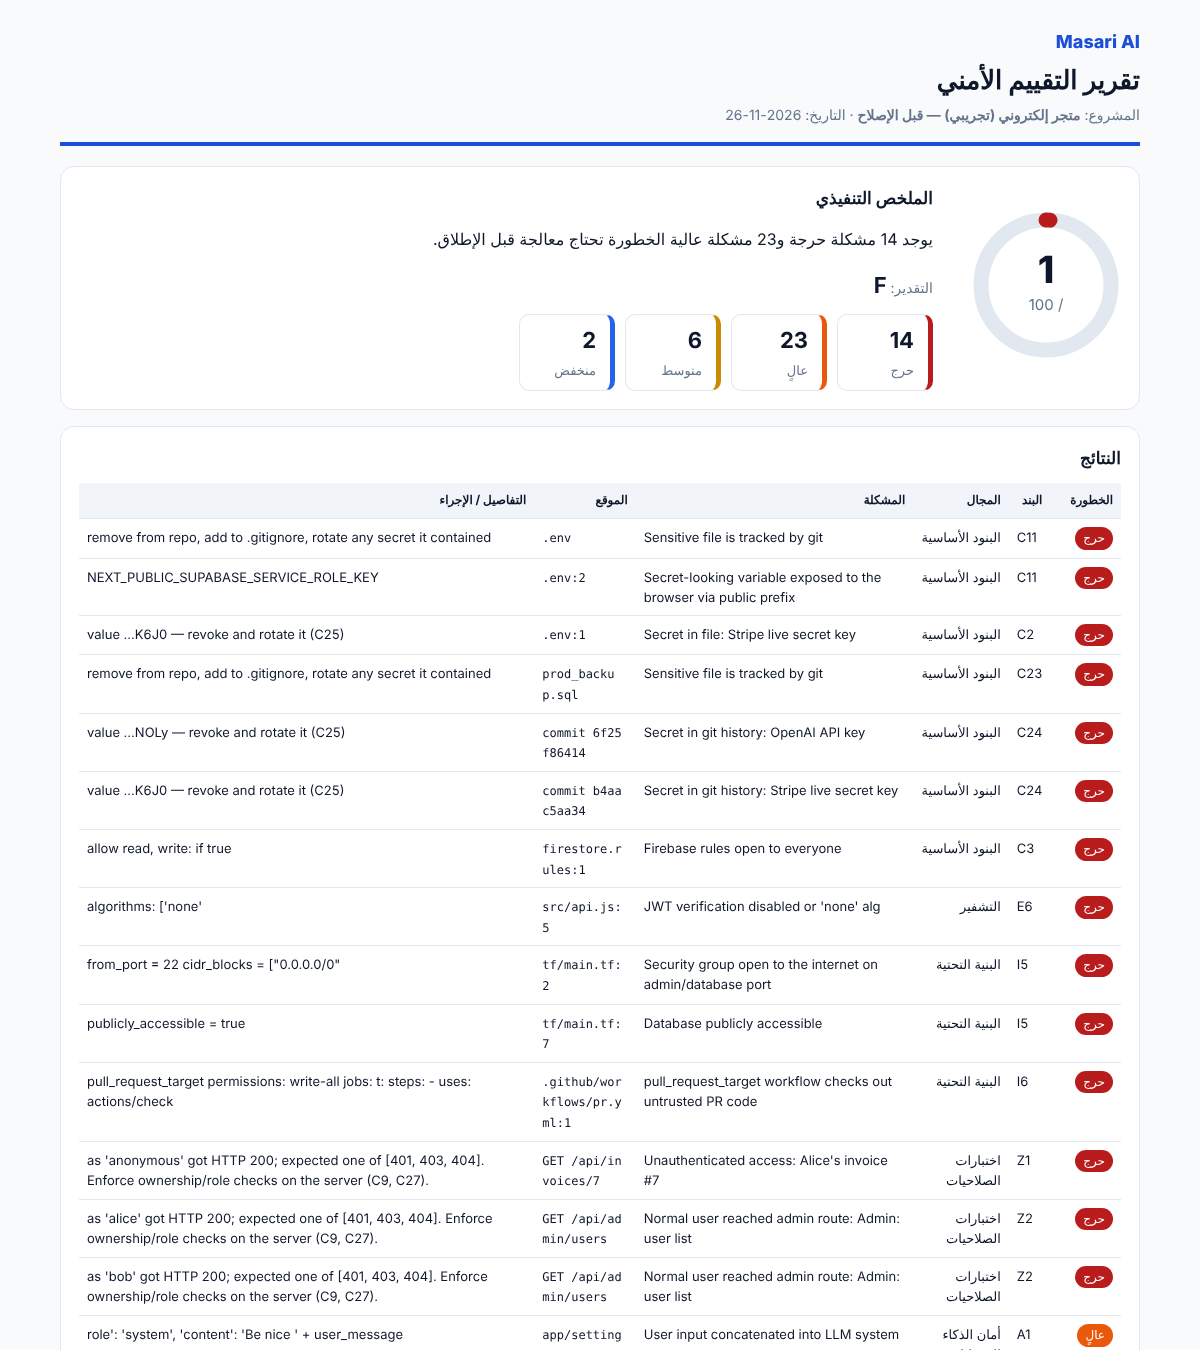 Masari AI
تقرير التقييم الأمني
المشروع: متجر إلكتروني (تجريبي) — قبل الإصلاح · التاريخ: 2026-11-26
1
/ 100
الملخص التنفيذي
يوجد 14 مشكلة حرجة و23 مشكلة عالية الخطورة تحتاج معالجة قبل الإطلاق.
التقدير: F
14
حرج
23
عالٍ
6
متوسط
2
منخفض
النتائج
الخطورة البند المجال المشكلة الموقع التفاصيل / الإجراء
حرج C11 البنود الأساسية Sensitive file is tracked by git .env remove from repo, add to .gitignore, rotate any secret it contained
حرج C11 البنود الأساسية Secret-looking variable exposed to the .env:2 NEXT_PUBLIC_SUPABASE_SERVICE_ROLE_KEY
browser via public prefix
حرج C2 البنود الأساسية Secret in file: Stripe live secret key .env:1 value …K6J0 — revoke and rotate it (C25)
حرج C23 البنود الأساسية Sensitive file is tracked by git prod_backu remove from repo, add to .gitignore, rotate any secret it contained
p.sql
حرج C24 البنود الأساسية Secret in git history: OpenAI API key commit 6f25 value …NOLy — revoke and rotate it (C25)
f86414
حرج C24 البنود الأساسية Secret in git history: Stripe live secret key commit b4aa value …K6J0 — revoke and rotate it (C25)
c5aa34
حرج C3 البنود الأساسية Firebase rules open to everyone firestore.r allow read, write: if true
ules:1
حرج E6 التشفير JWT verification disabled or 'none' alg src/api.js: algorithms: ['none'
5
حرج I5 البنية التحتية Security group open to the internet on tf/main.tf: from_port = 22 cidr_blocks = ["0.0.0.0/0"
admin/database port 2
حرج I5 البنية التحتية Database publicly accessible tf/main.tf: publicly_accessible = true
7
حرج I6 البنية التحتية pull_request_target workflow checks out .github/wor pull_request_target permissions: write-all jobs: t: steps: - uses:
untrusted PR code kflows/pr.y actions/check
ml:1
حرج Z1 اختبارات Unauthenticated access: Alice's invoice GET /api/in as 'anonymous' got HTTP 200; expected one of [401, 403, 404].
الصلاحيات #7 voices/7 Enforce ownership/role checks on the server (C9, C27).
حرج Z2 اختبارات Normal user reached admin route: Admin: GET /api/ad as 'alice' got HTTP 200; expected one of [401, 403, 404]. Enforce
الصلاحيات user list min/users ownership/role checks on the server (C9, C27).
حرج Z2 اختبارات Normal user reached admin route: Admin: GET /api/ad as 'bob' got HTTP 200; expected one of [401, 403, 404]. Enforce
الصلاحيات user list min/users ownership/role checks on the server (C9, C27).
عالٍ A1 أمان الذكاء User input concatenated into LLM system app/setting role': 'system', 'content': 'Be nice ' + user_message